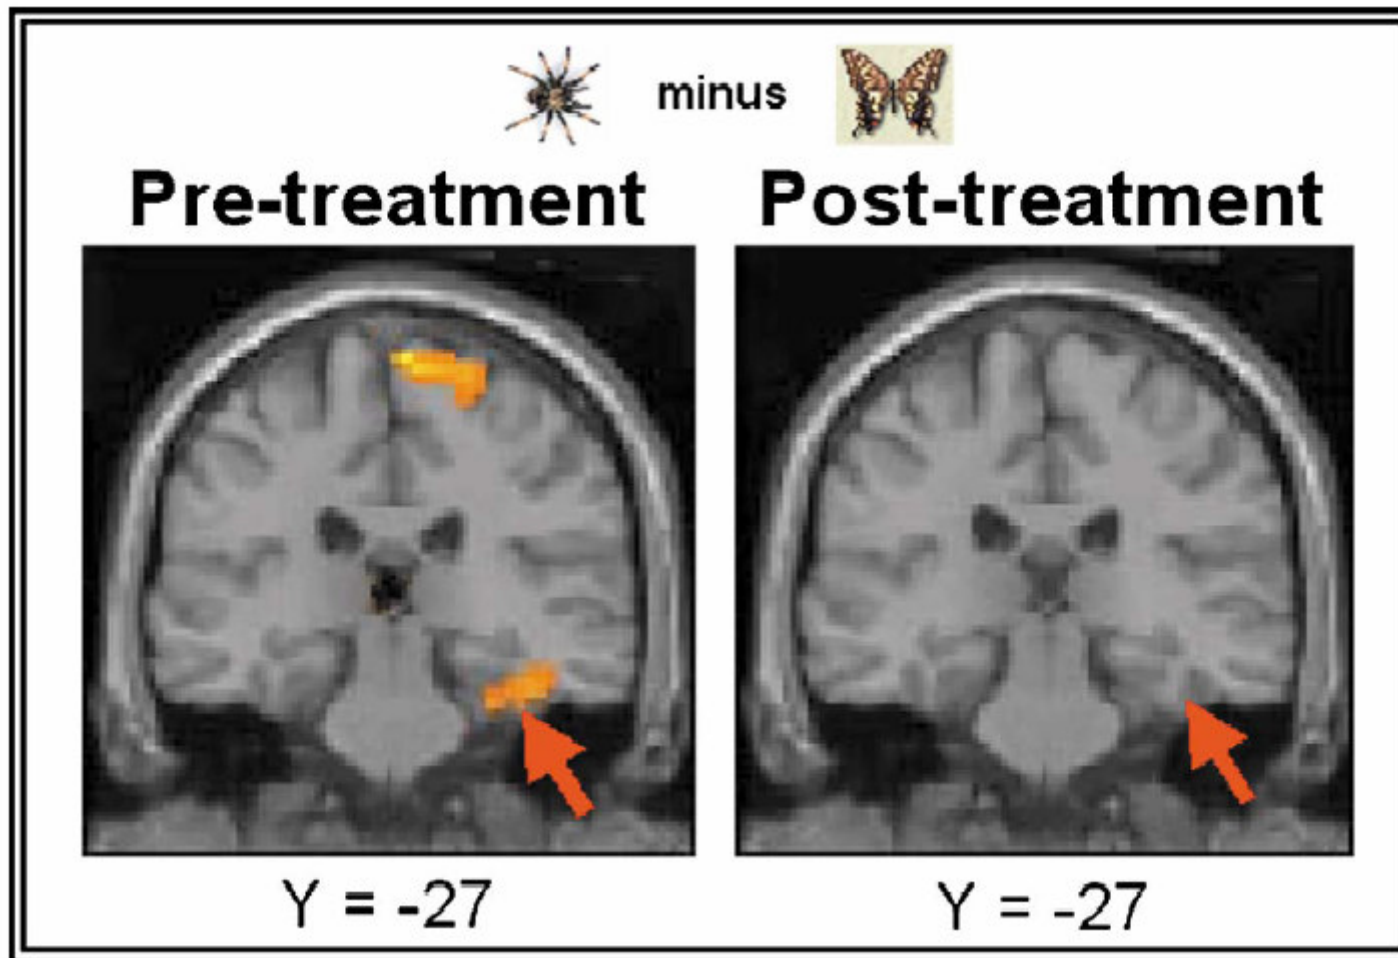 minus
Pre-treatment Post-treatment
Y = -27 Y = -27